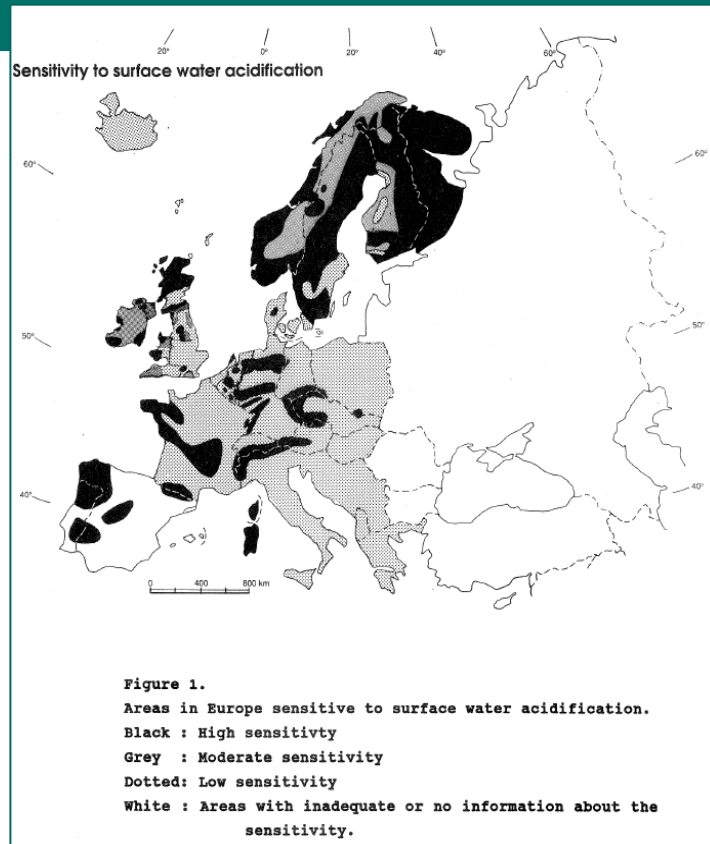 20° 0° 20° 40° 60°
Sensitivity to surface water acidification
60° 60°
50° 50°
40° 40°
0 400 800 km
Figure 1.
Areas in Europe sensitive to surface water acidification.
Black : High sensitivty
Grey : Moderate sensitivity
Dotted: Low sensitivity
White : Areas with inadequate or no information about the
sensitivity.